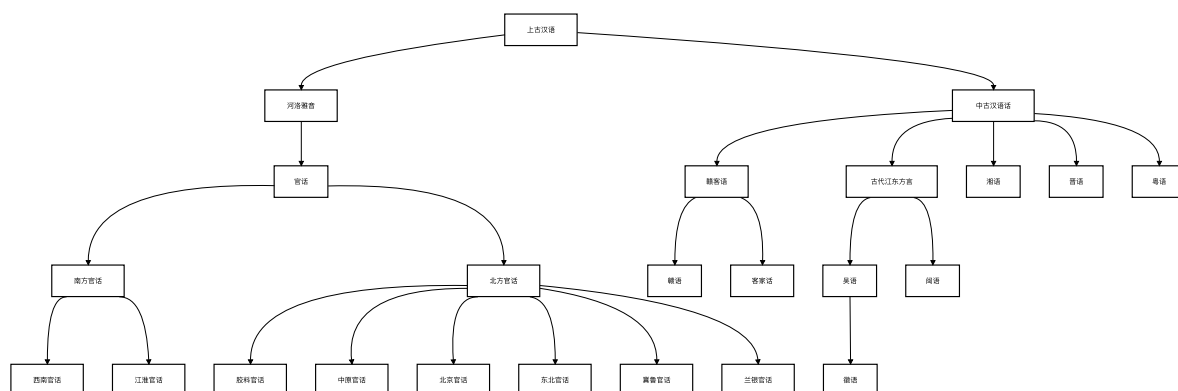 上古汉语
河洛雅音
中古汉语话
官话
赣客语
古代江东方言
湘语
晋语
粤语
南方官话
北方官话
赣语
客家话
吴语
闽语
西南官话
江淮官话
胶料官话
中原官话
北京官话
东北官话
冀鲁官话
兰银官话
徽语